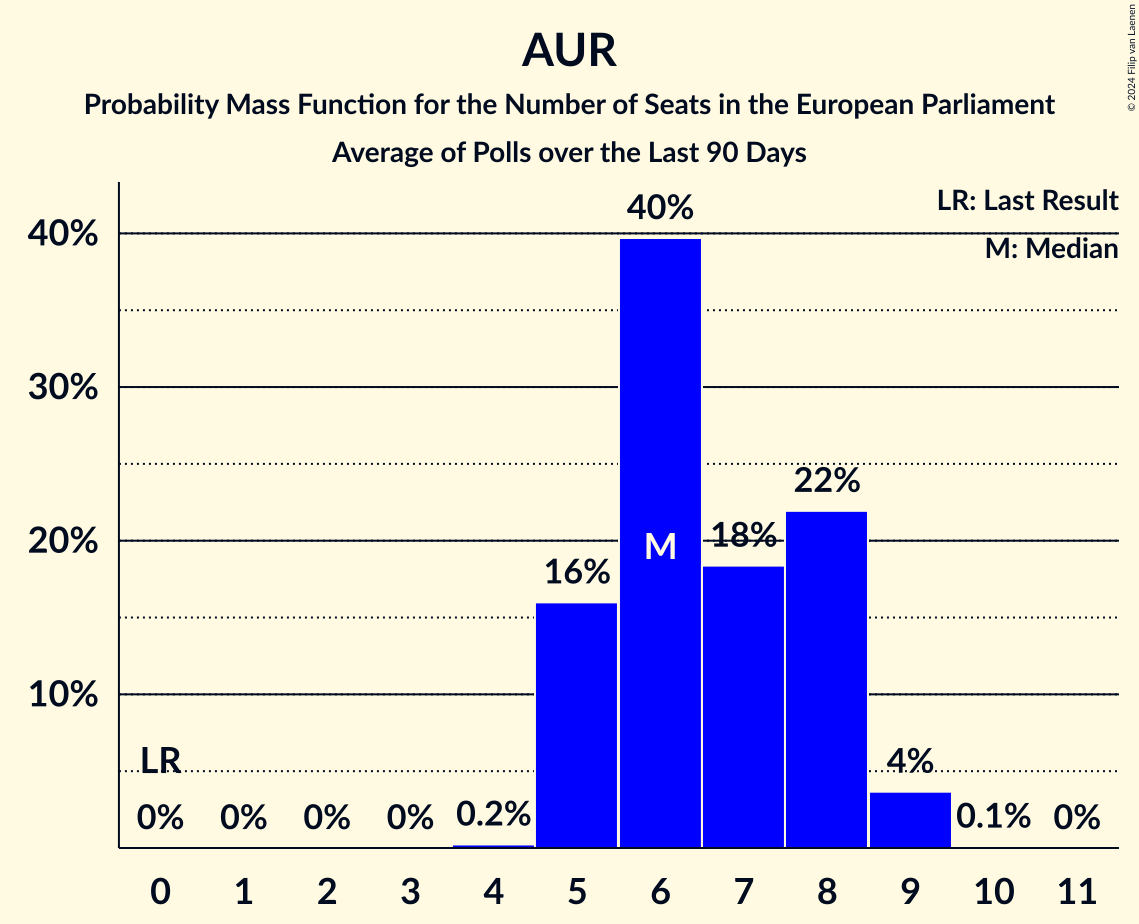 AUR
Probability Mass Function for the Number of Seats in the European Parliament
Average of Polls over the Last 90 Days
© 2024 Filip van Laenen
LR: Last Result
M: Median
40%
30%
20%
10%
LR
0%
0%
0%
0%
0.2%
16%
40%
M
18%
22%
4%
0.1%
0%
0 1 2 3 4 5 6 7 8 9 10 11